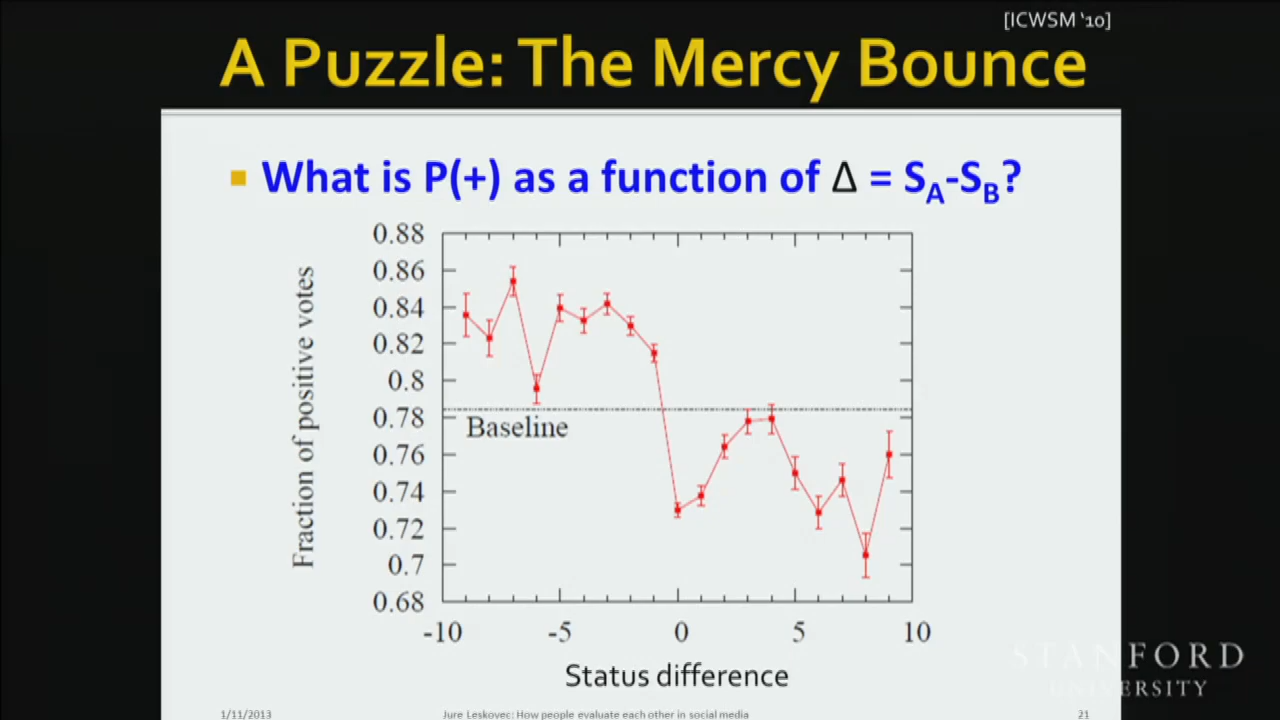 [ICWSM '10]
A Puzzle: The Mercy Bounce
What is P(+) as a function of Δ = SA-SB?
Fraction of positive votes
0.88
0.86
0.84
0.82
0.8
0.78
0.76
0.74
0.72
0.7
0.68
Baseline
-10 -5 0 5 10
Status difference
STANFORD
UNIVERSITY
1/11/2013 Jure Leskovec: How people evaluate each other in social media 21